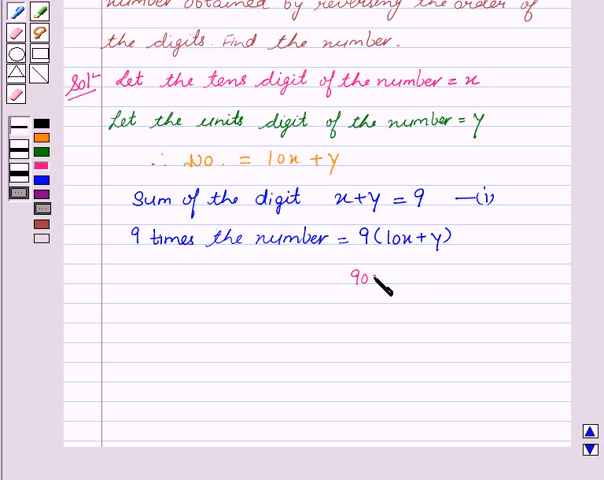 number obtained by reversing the order of
the digits. Find the number.
Solⁿ Let the tens digit of the number = x
Let the units digit of the number = y
∴ No. = 10x + y
Sum of the digit x + y = 9 —(i)
9 times the number = 9(10x + y)
90